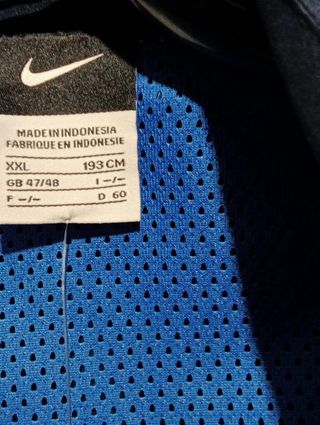 MADE IN INDONESIA
FABRIQUE EN INDONESIE
XXL 193 CM
GB 47/48 I -/-
F -/- D 60